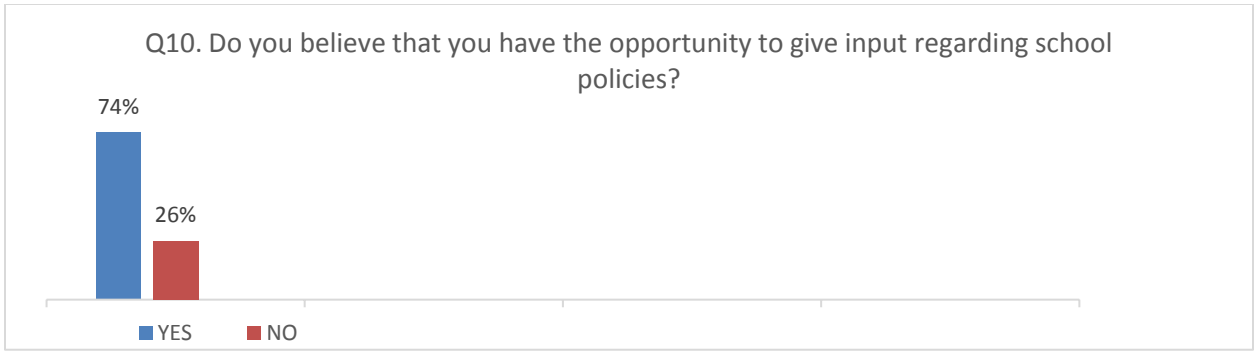 Q10. Do you believe that you have the opportunity to give input regarding school
policies?
74%
26%
YES NO